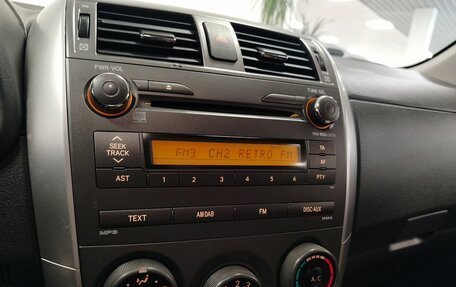 PWR·VOL
TUNE·SEL
FM3 CH2 RETRO FM
SEEK TRACK
TA
AF
AST 1 2 3 4 5 6 PTY
TEXT AM·DAB FM DISC·AUX
MP3
A/C